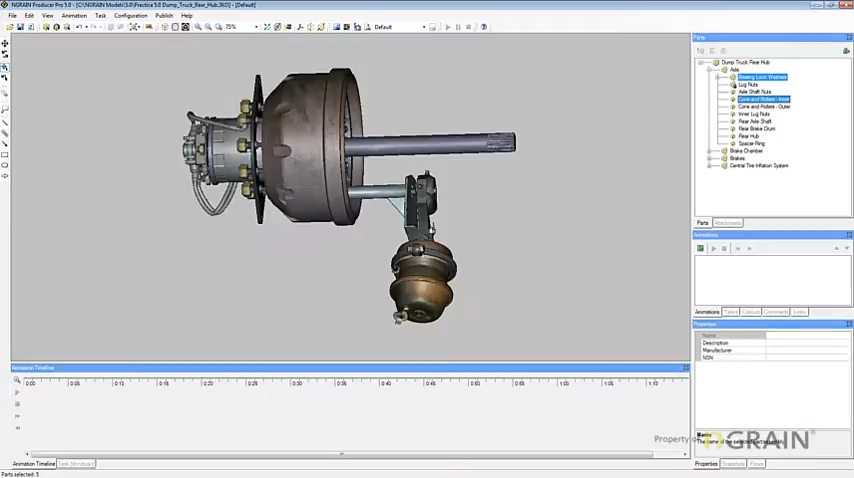 NGRAIN Producer Pro 5.0 - [C:\NGRAIN Models\5.0\Practice 5.0 Dump_Truck_Rear_Hub.3KO] - [Default]
File Edit View Animation Task Configuration Publish Help
75%
Default
Parts
Dump Truck Rear Hub
Axle
Bearing Lock Washers
Lug Nuts
Axle Shaft Nuts
Cone and Rollers - Inner
Cone and Rollers - Outer
Inner Lug Nuts
Rear Axle Shaft
Rear Brake Drum
Rear Hub
Spacer Ring
Brake Chamber
Brakes
Central Tire Inflation System
Parts Attachments
Animations
Animations Tasks Callouts Comments Links
Properties
Name
Description
Manufacturer
NSN
Name
Property of NGRAIN®
Properties Snapshots Flows
Animation Timeline
0:00 0:05 0:10 0:15 0:20 0:25 0:30 0:35 0:40 0:45 0:50 0:55 1:00 1:05 1:10
Animation Timeline Task Storyboard
Parts selected: 5